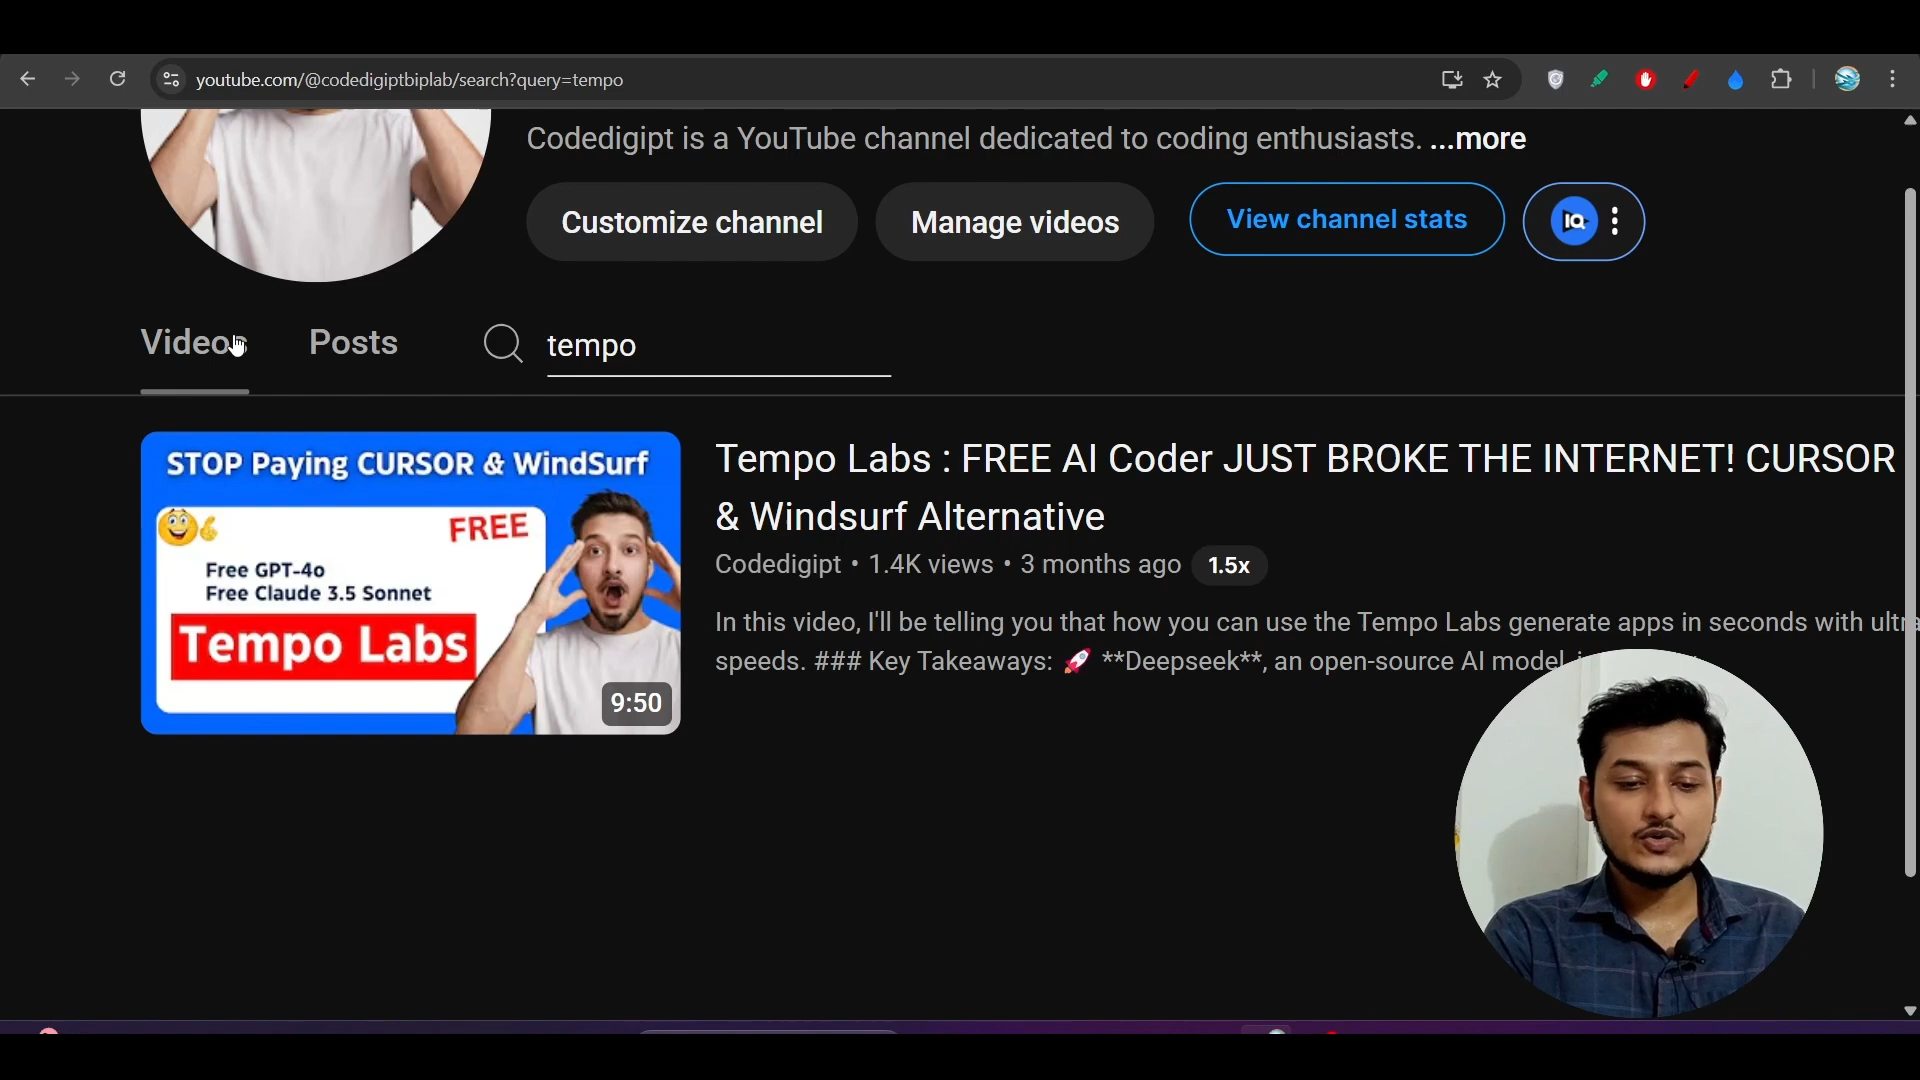 youtube.com/@codedigiptbiplab/search?query=tempo
Codedigipt is a YouTube channel dedicated to coding enthusiasts. ...more
Customize channel
Manage videos
View channel stats
IQ
Videos
Posts
tempo
STOP Paying CURSOR & WindSurf
FREE
Free GPT-4o
Free Claude 3.5 Sonnet
Tempo Labs
9:50
Tempo Labs : FREE AI Coder JUST BROKE THE INTERNET! CURSOR
& Windsurf Alternative
Codedigipt • 1.4K views • 3 months ago 1.5x
In this video, I'll be telling you that how you can use the Tempo Labs generate apps in seconds with ultra
speeds. ### Key Takeaways: 🚀 **Deepseek**, an open-source AI model,